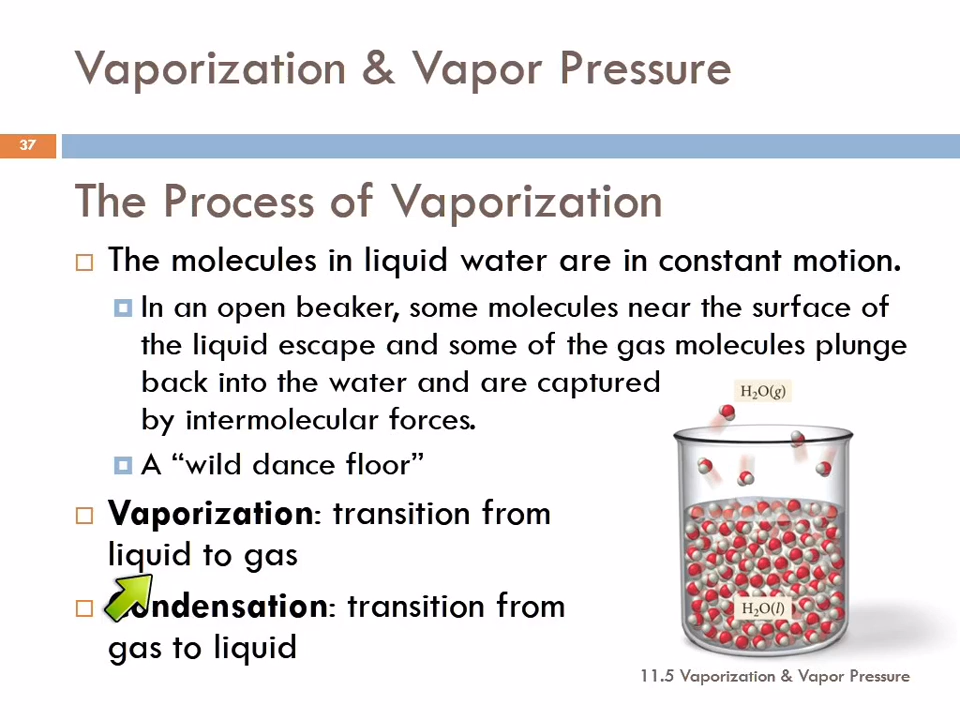 Vaporization & Vapor Pressure
37
The Process of Vaporization
The molecules in liquid water are in constant motion.
In an open beaker, some molecules near the surface of
the liquid escape and some of the gas molecules plunge
back into the water and are captured
by intermolecular forces.
H₂O(g)
A “wild dance floor”
Vaporization: transition from
liquid to gas
Condensation: transition from
gas to liquid
H₂O(l)
11.5 Vaporization & Vapor Pressure